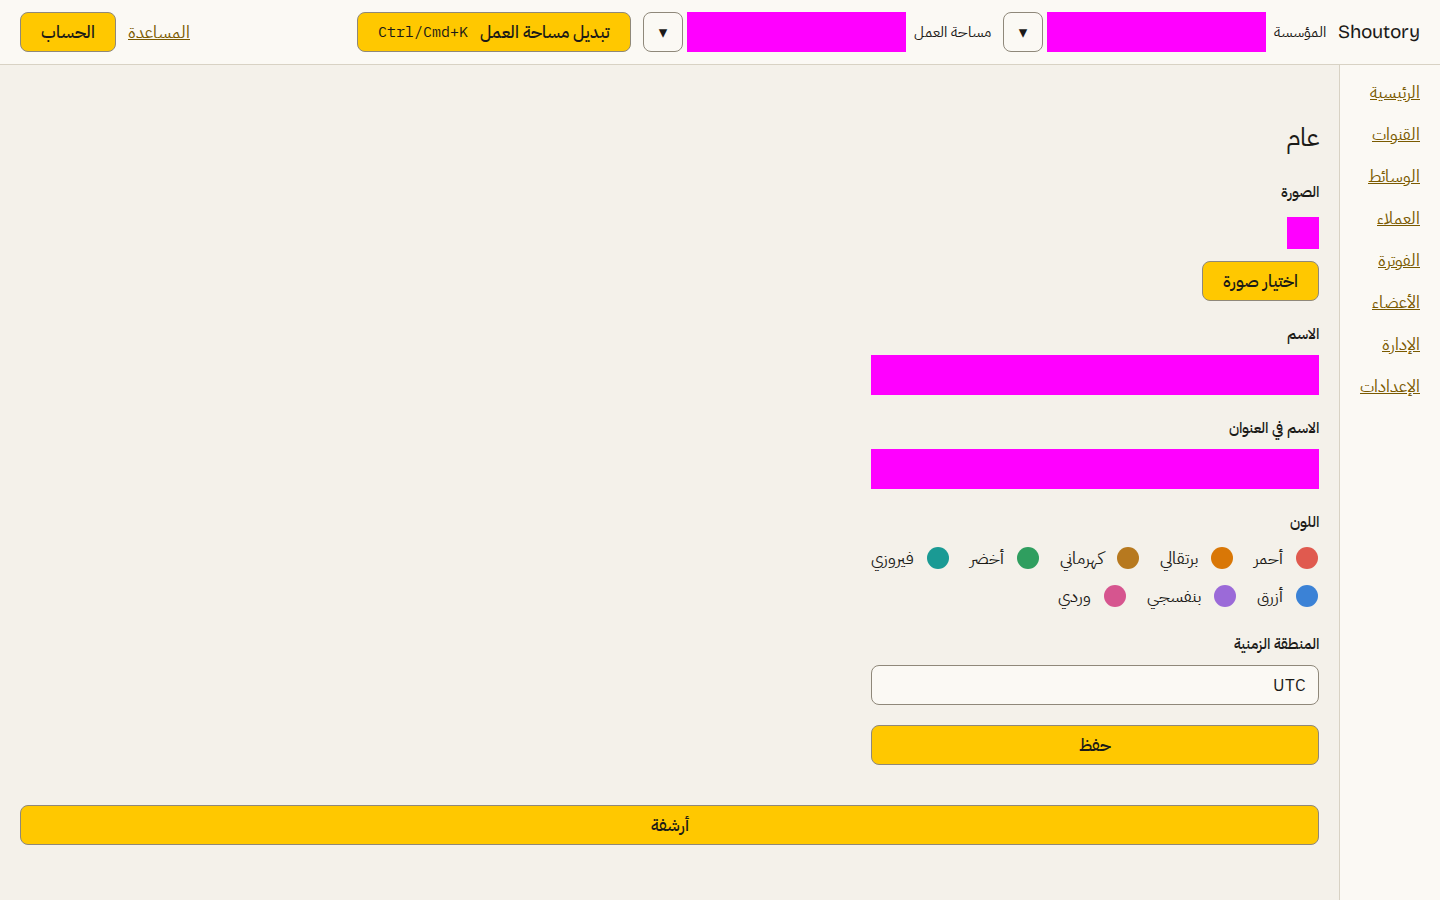 Shoutory المؤسسة ▼ مساحة العمل ▼ تبديل مساحة العمل Ctrl/Cmd+K المساعدة الحساب
الرئيسية
القنوات
الوسائط
العملاء
الفوترة
الأعضاء
الإدارة
الإعدادات
عام
الصورة
اختيار صورة
الاسم
الاسم في العنوان
اللون
أحمر برتقالي كهرماني أخضر فيروزي
أزرق بنفسجي وردي
المنطقة الزمنية
UTC
حفظ
أرشفة